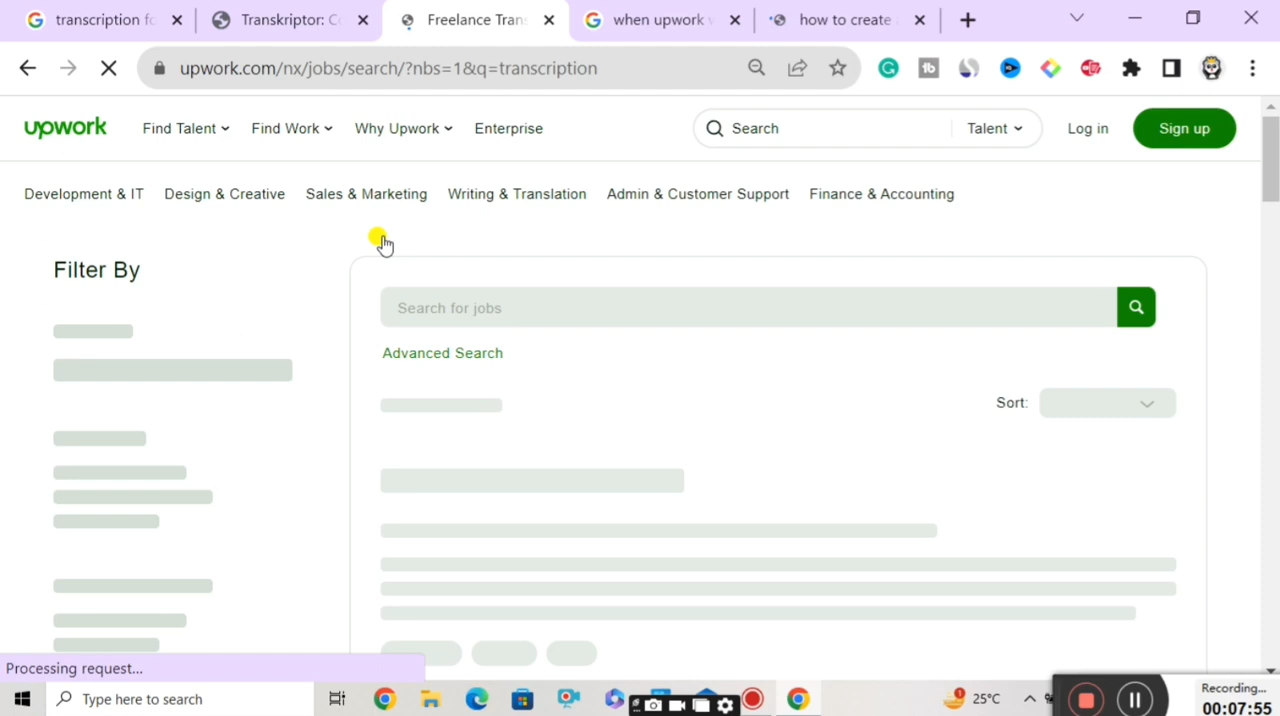 transcription fo
Transkriptor: Co
Freelance Tran
when upwork w
how to create a
upwork.com/nx/jobs/search/?nbs=1&q=transcription
upwork
Find Talent
Find Work
Why Upwork
Enterprise
Search
Talent
Log in
Sign up
Development & IT
Design & Creative
Sales & Marketing
Writing & Translation
Admin & Customer Support
Finance & Accounting
Filter By
Search for jobs
Advanced Search
Sort:
Processing request...
Type here to search
1
25°C
Recording...
00:07:55